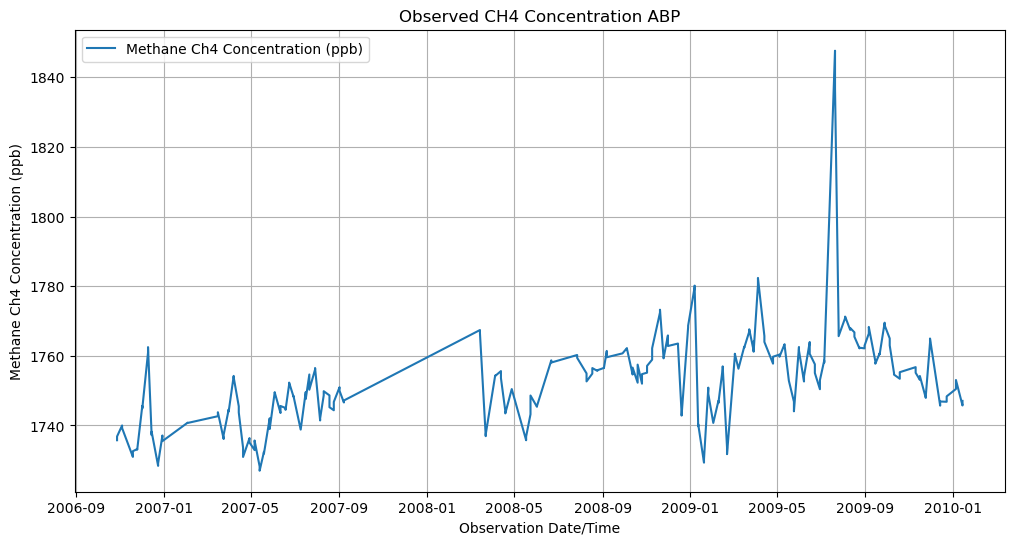 Observed CH4 Concentration ABP
Methane Ch4 Concentration (ppb)
Methane Ch4 Concentration (ppb)
1840
1820
1800
1780
1760
1740
2006-09 2007-01 2007-05 2007-09 2008-01 2008-05 2008-09 2009-01 2009-05 2009-09 2010-01
Observation Date/Time